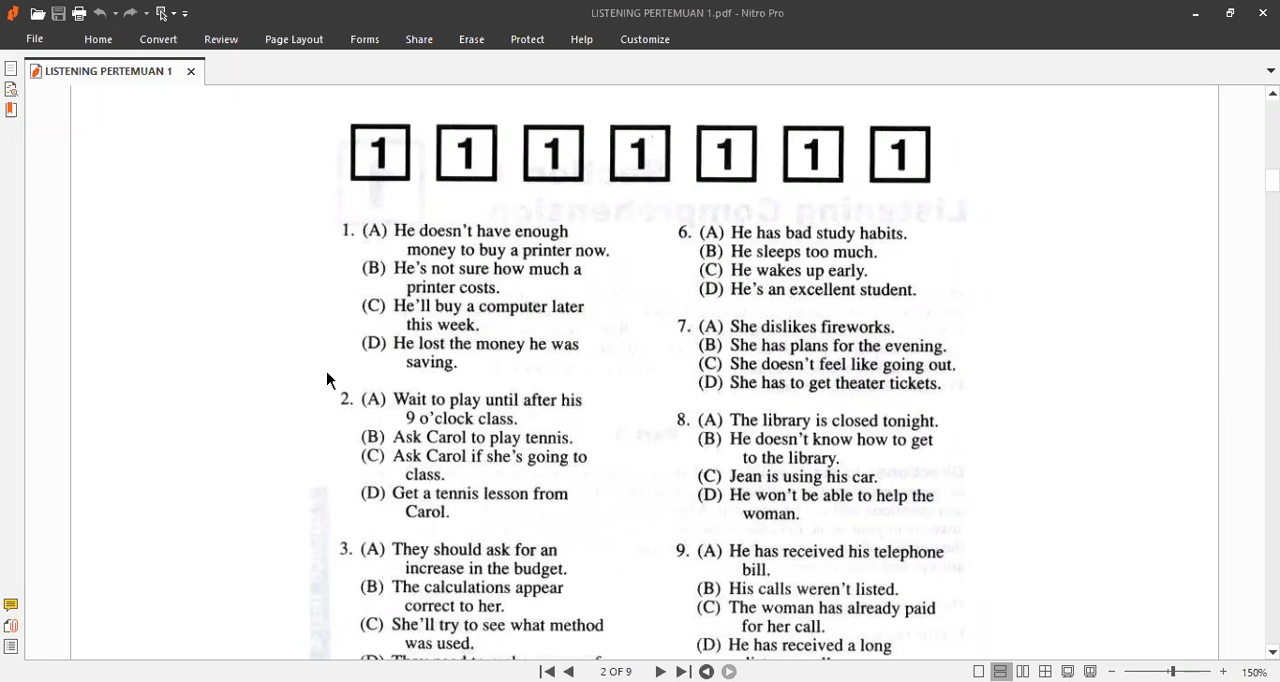 LISTENING PERTEMUAN 1.pdf - Nitro Pro
File Home Convert Review Page Layout Forms Share Erase Protect Help Customize
LISTENING PERTEMUAN 1
1 1 1 1 1 1 1
1. (A) He doesn't have enough
money to buy a printer now.
(B) He's not sure how much a
printer costs.
(C) He'll buy a computer later
this week.
(D) He lost the money he was
saving.
2. (A) Wait to play until after his
9 o'clock class.
(B) Ask Carol to play tennis.
(C) Ask Carol if she's going to
class.
(D) Get a tennis lesson from
Carol.
3. (A) They should ask for an
increase in the budget.
(B) The calculations appear
correct to her.
(C) She'll try to see what method
was used.
6. (A) He has bad study habits.
(B) He sleeps too much.
(C) He wakes up early.
(D) He's an excellent student.
7. (A) She dislikes fireworks.
(B) She has plans for the evening.
(C) She doesn't feel like going out.
(D) She has to get theater tickets.
8. (A) The library is closed tonight.
(B) He doesn't know how to get
to the library.
(C) Jean is using his car.
(D) He won't be able to help the
woman.
9. (A) He has received his telephone
bill.
(B) His calls weren't listed.
(C) The woman has already paid
for her call.
(D) He has received a long
2 OF 9
150%